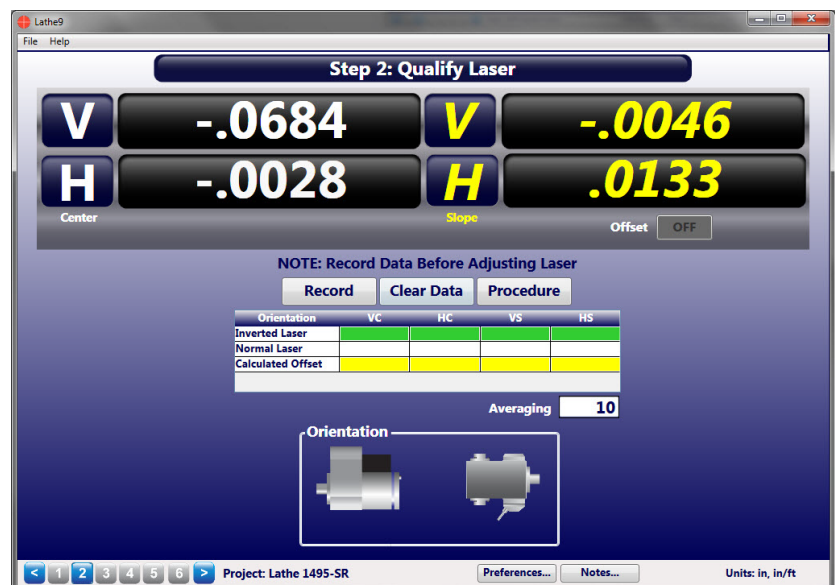 Lathe9
File Help
Step 2: Qualify Laser
V -.0684 V -.0046
H -.0028 H .0133
Center Slope Offset OFF
NOTE: Record Data Before Adjusting Laser
Record Clear Data Procedure
Orientation VC HC VS HS
Inverted Laser
Normal Laser
Calculated Offset
Averaging 10
Orientation
< 1 2 3 4 5 6 > Project: Lathe 1495-SR Preferences... Notes... Units: in, in/ft